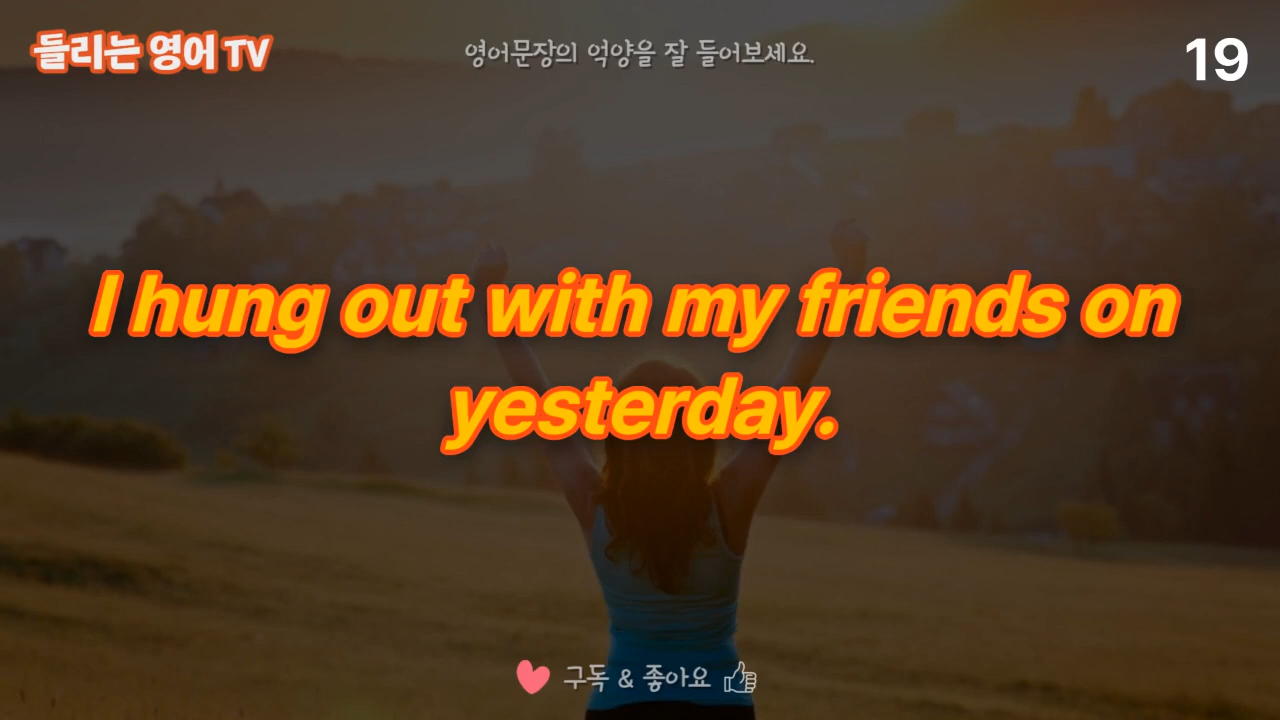 들리는 영어 TV
영어문장의 억양을 잘 들어보세요.
19
I hung out with my friends on
yesterday.
구독 & 좋아요